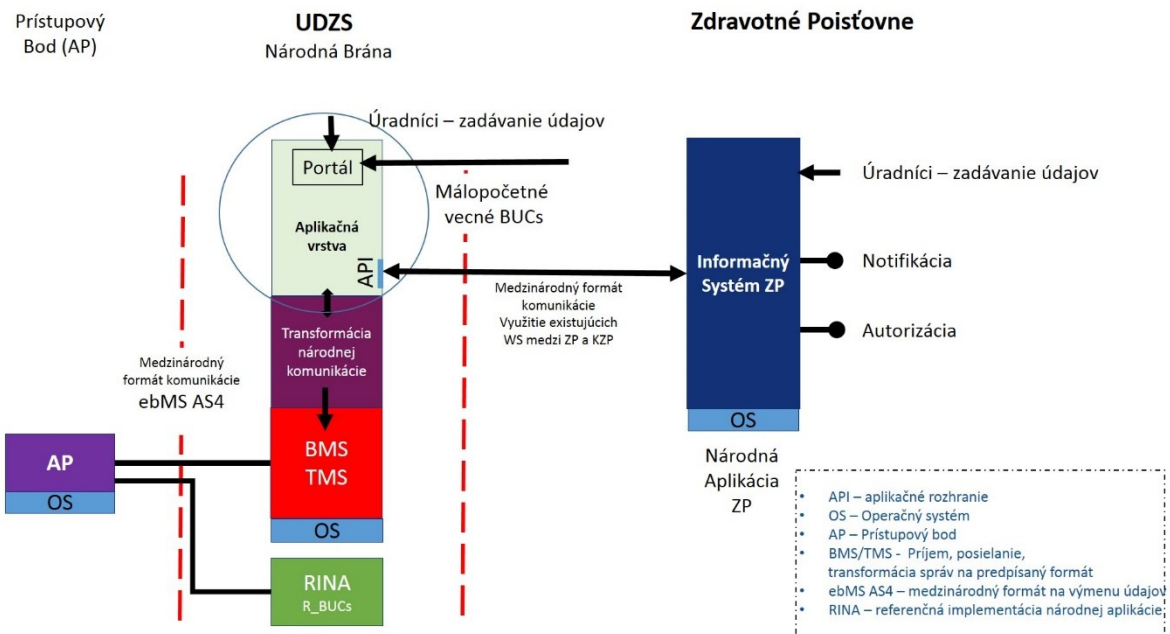 Prístupový
Bod (AP)
UDZS
Národná Brána
Zdravotné Poisťovne
Úradníci – zadávanie údajov
Portál
Málopočetné
vecné BUCs
Aplikačná
vrstva
API
Medzinárodný formát
komunikácie
Využitie existujúcich
WS medzi ZP a KZP
Transformácia
národnej
komunikácie
Medzinárodný
formát komunikácie
ebMS AS4
BMS
TMS
OS
AP
OS
RINA
R_BUCs
Informačný
Systém ZP
OS
Národná
Aplikácia
ZP
Úradníci – zadávanie údajov
Notifikácia
Autorizácia
• API – aplikačné rozhranie
• OS – Operačný systém
• AP – Prístupový bod
• BMS/TMS - Príjem, posielanie,
transformácia správ na predpísaný formát
• ebMS AS4 – medzinárodný formát na výmenu údajov
• RINA – referenčná implementácia národnej aplikácie